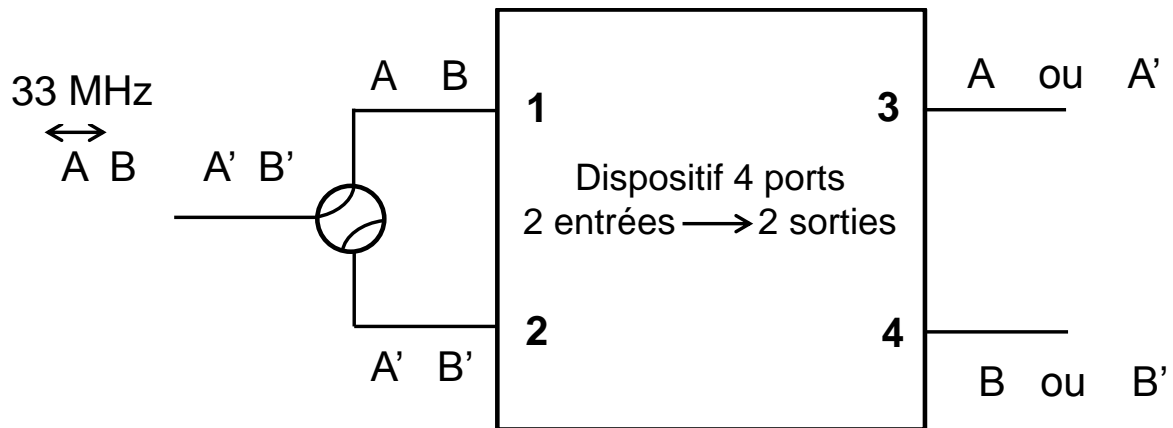 33 MHz
A B
A' B'
A B
A' B'
1
2
Dispositif 4 ports
2 entrées → 2 sorties
3
4
A ou A'
B ou B'